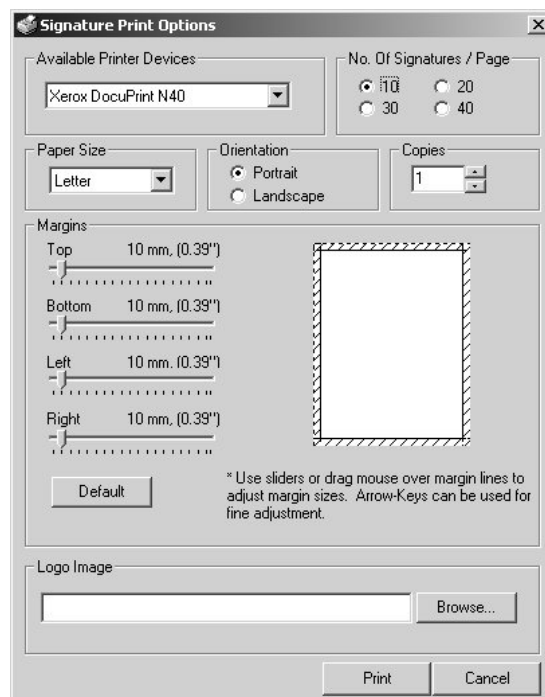 Signature Print Options
Available Printer Devices
Xerox DocuPrint N40
No. Of Signatures / Page
10 20
30 40
Paper Size
Letter
Orientation
Portrait
Landscape
Copies
1
Margins
Top 10 mm, (0.39")
Bottom 10 mm, (0.39")
Left 10 mm. (0.39")
Right 10 mm, (0.39")
Default
* Use sliders or drag mouse over margin lines to
adjust margin sizes. Arrow-Keys can be used for
fine adjustment.
Logo Image
Browse...
Print Cancel